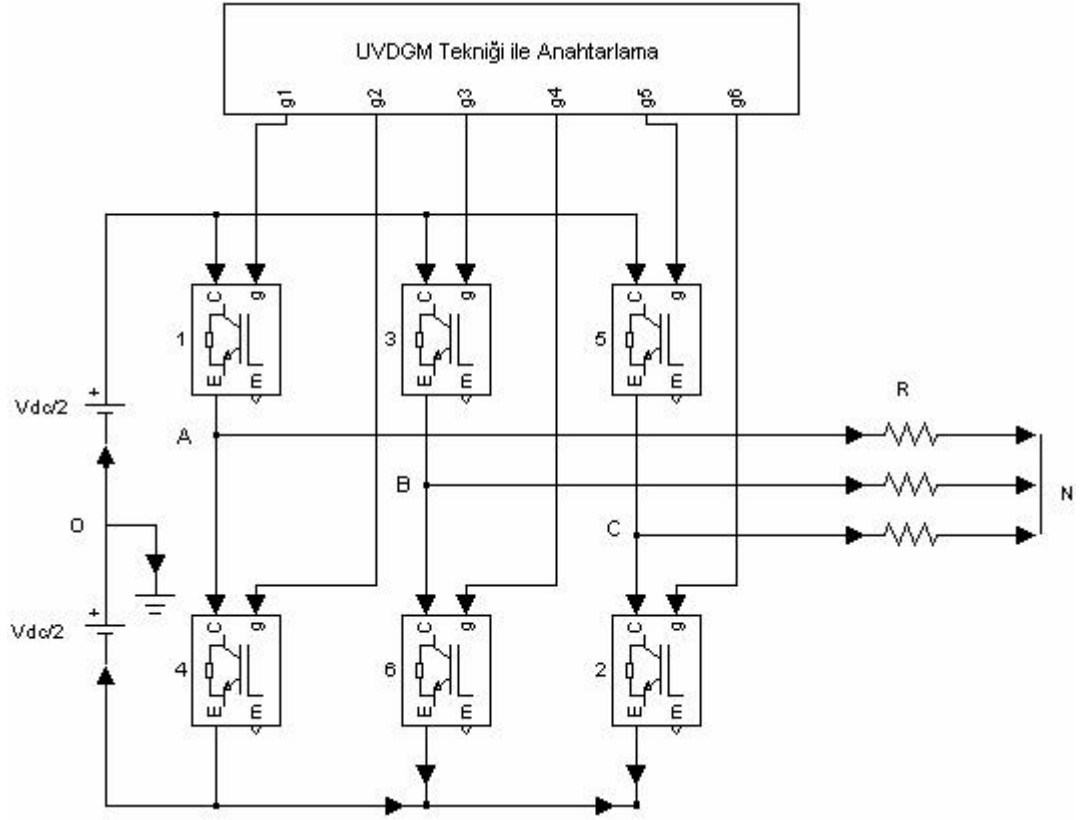 UVDGM Tekniği ile Anahtarlama
g1 g2 g3 g4 g5 g6
C g C g C g
1 3 5
E E E E E E
+
Vdc/2
R
A
B
N
O
C
+
Vdc/2
C g C g C g
4 6 2
E E E E E E